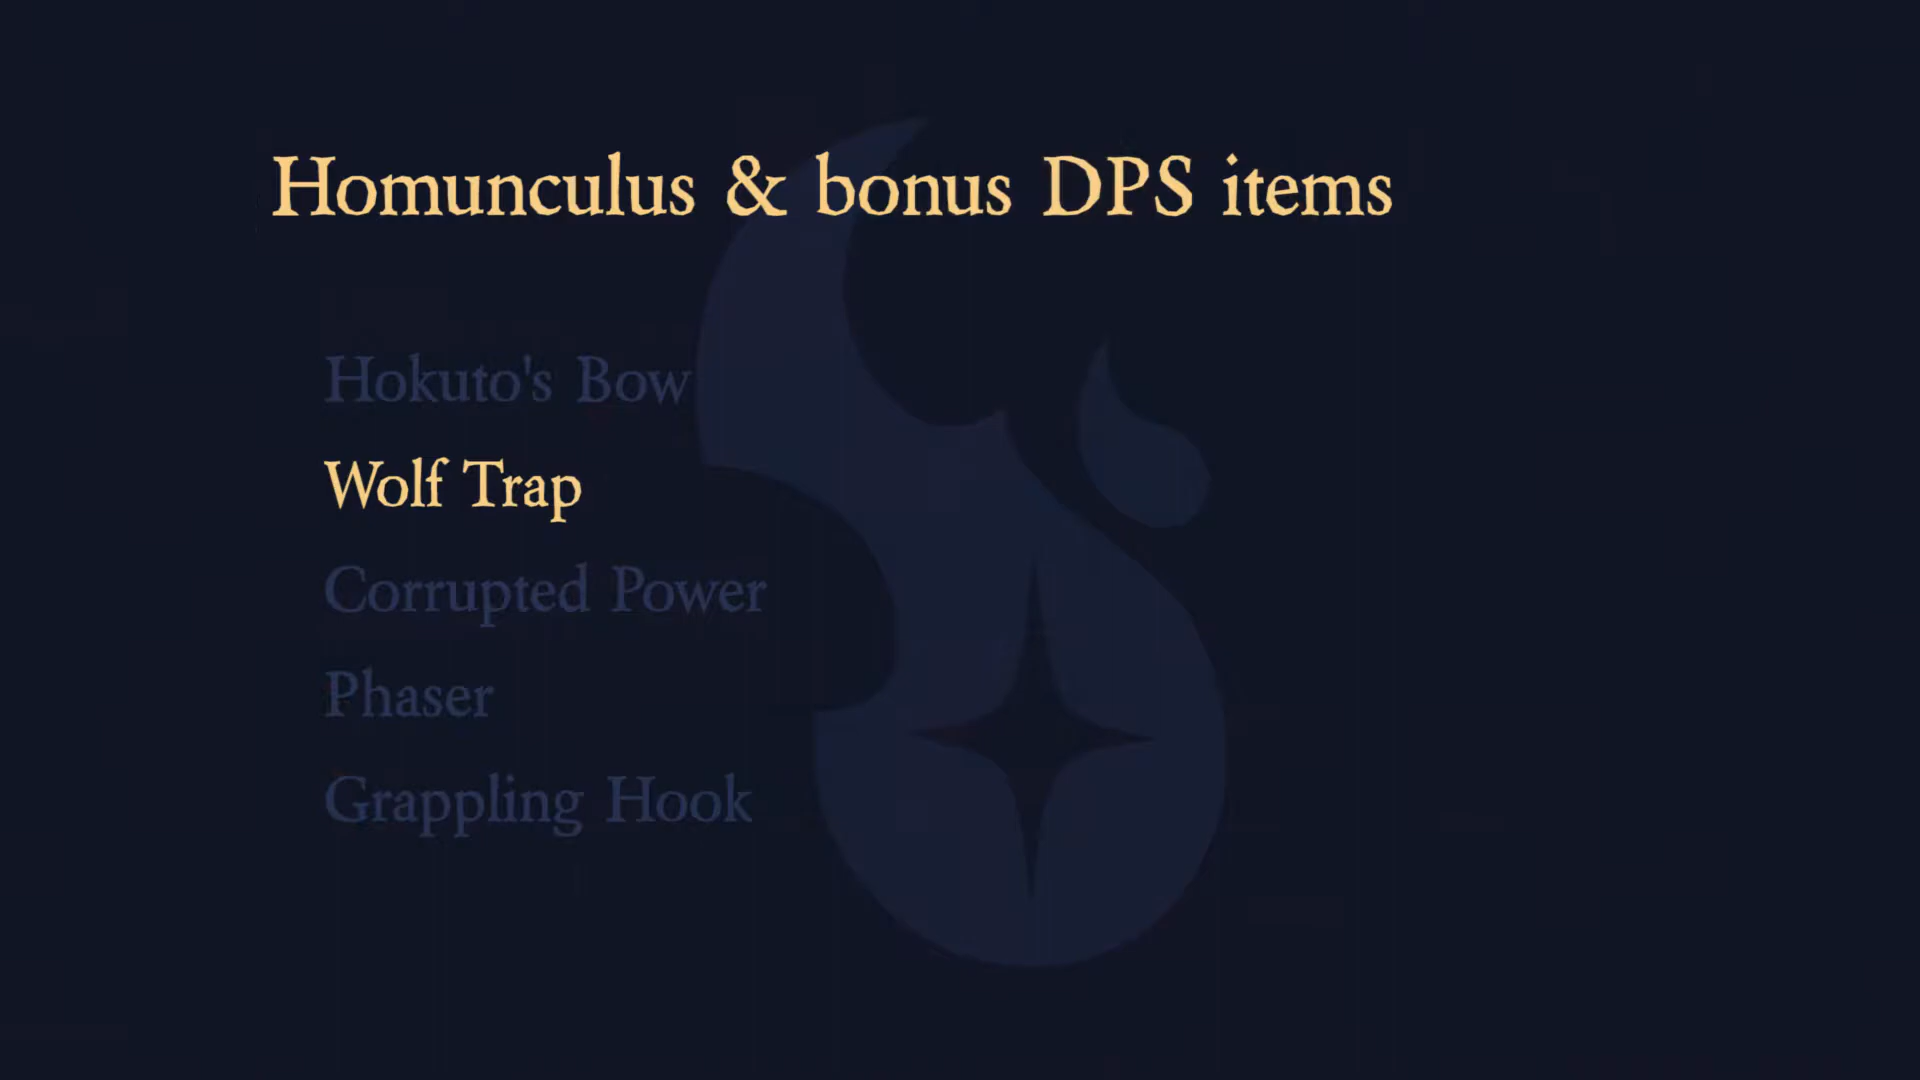 Homunculus & bonus DPS items
Hokuto's Bow
Wolf Trap
Corrupted Power
Phaser
Grappling Hook